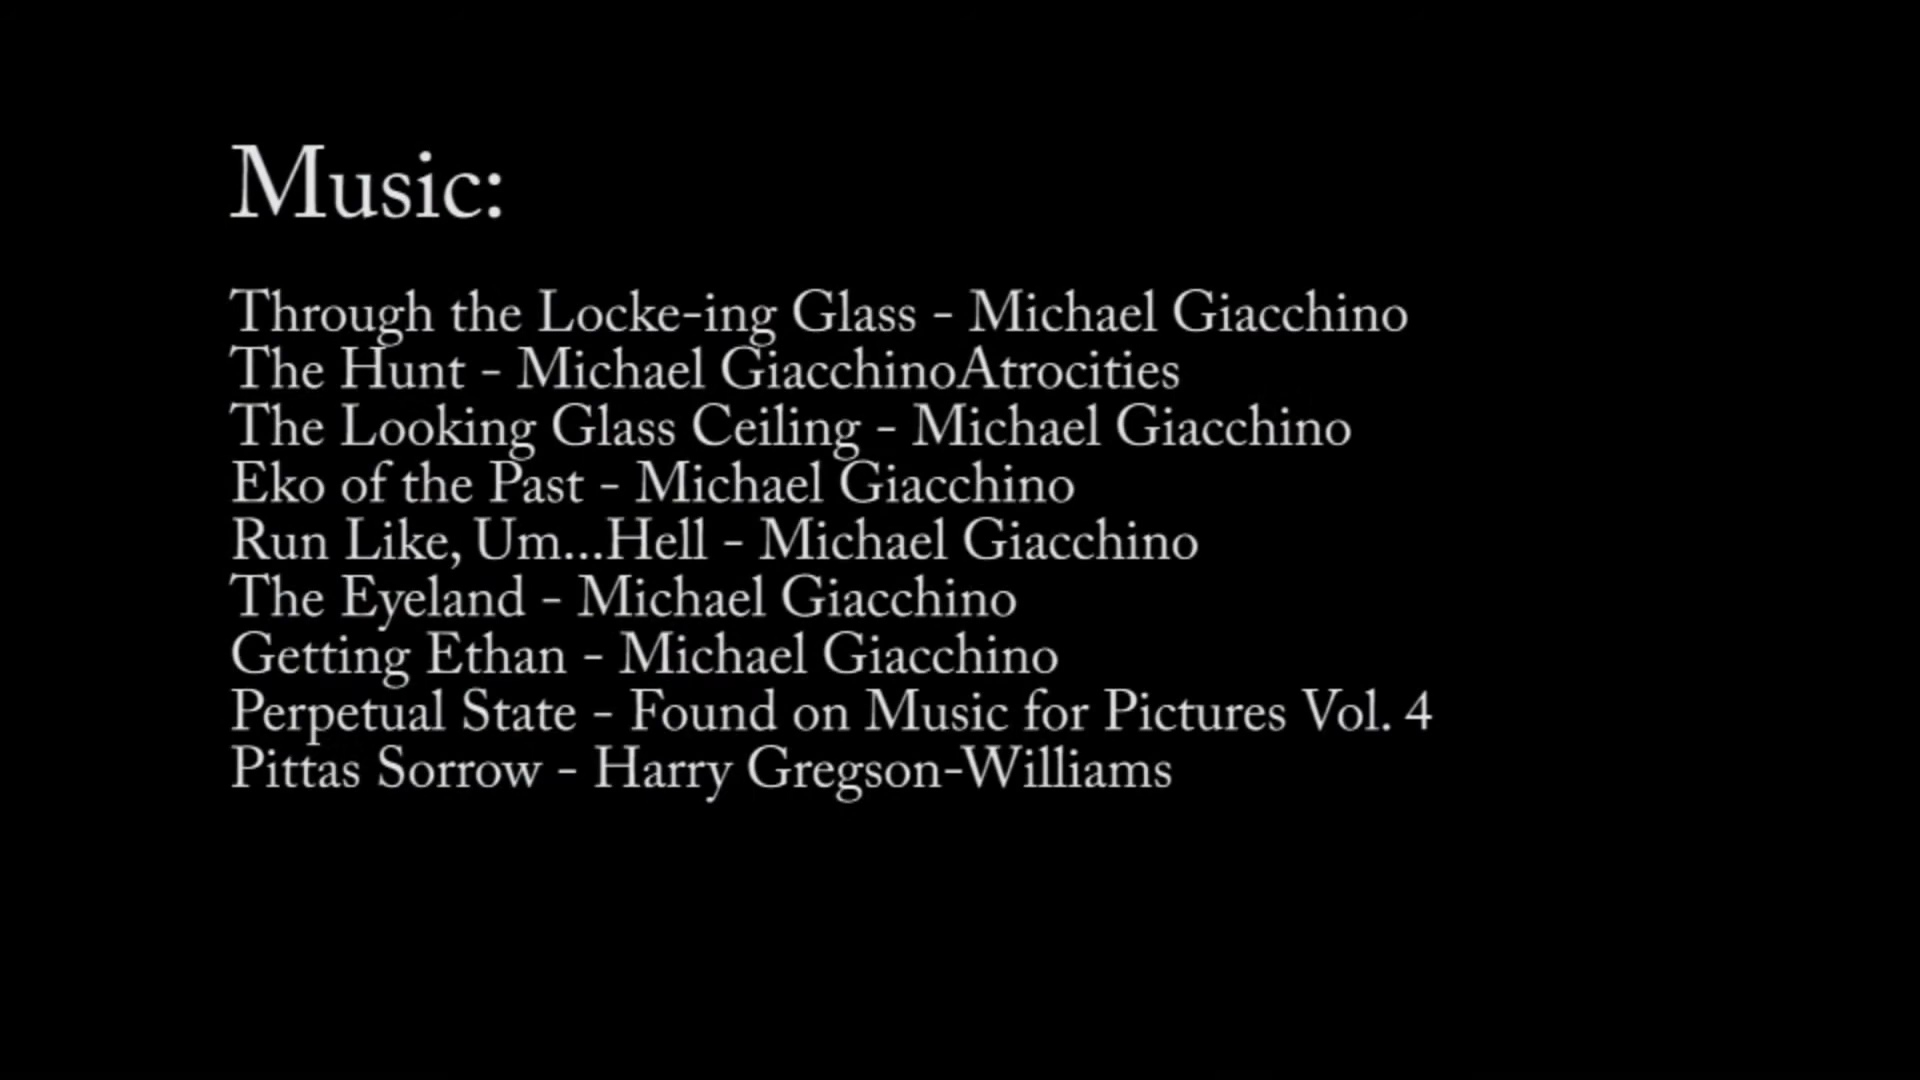 Music:
Through the Locke-ing Glass - Michael Giacchino
The Hunt - Michael GiacchinoAtrocities
The Looking Glass Ceiling - Michael Giacchino
Eko of the Past - Michael Giacchino
Run Like, Um...Hell - Michael Giacchino
The Eyeland - Michael Giacchino
Getting Ethan - Michael Giacchino
Perpetual State - Found on Music for Pictures Vol. 4
Pittas Sorrow - Harry Gregson-Williams